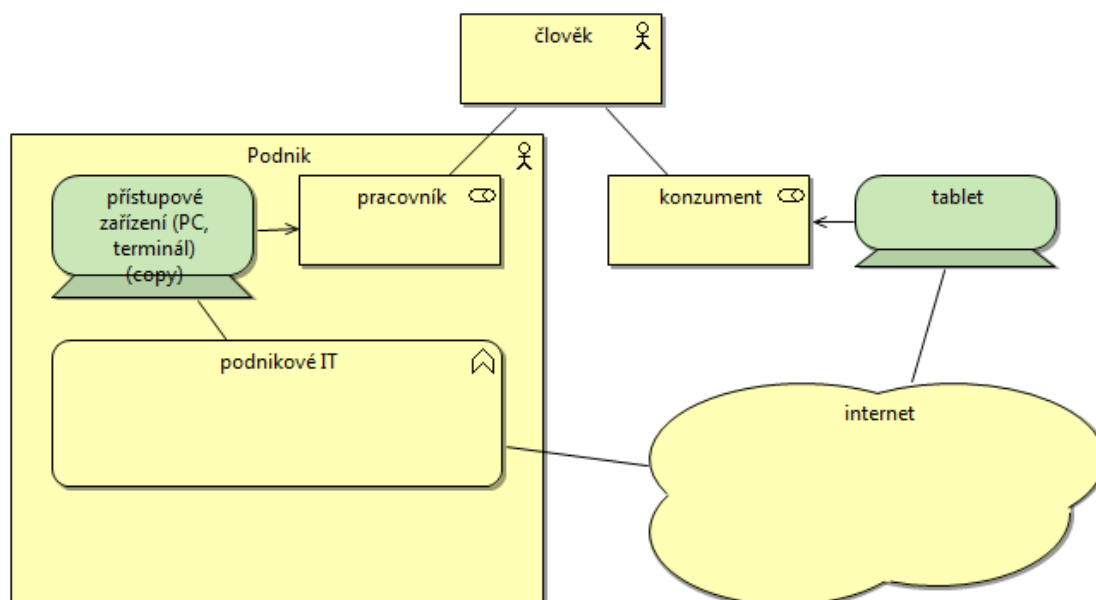 člověk
Podnik
přístupové
zařízení (PC,
terminál)
(copy)
pracovník
konzument
tablet
podnikové IT
internet